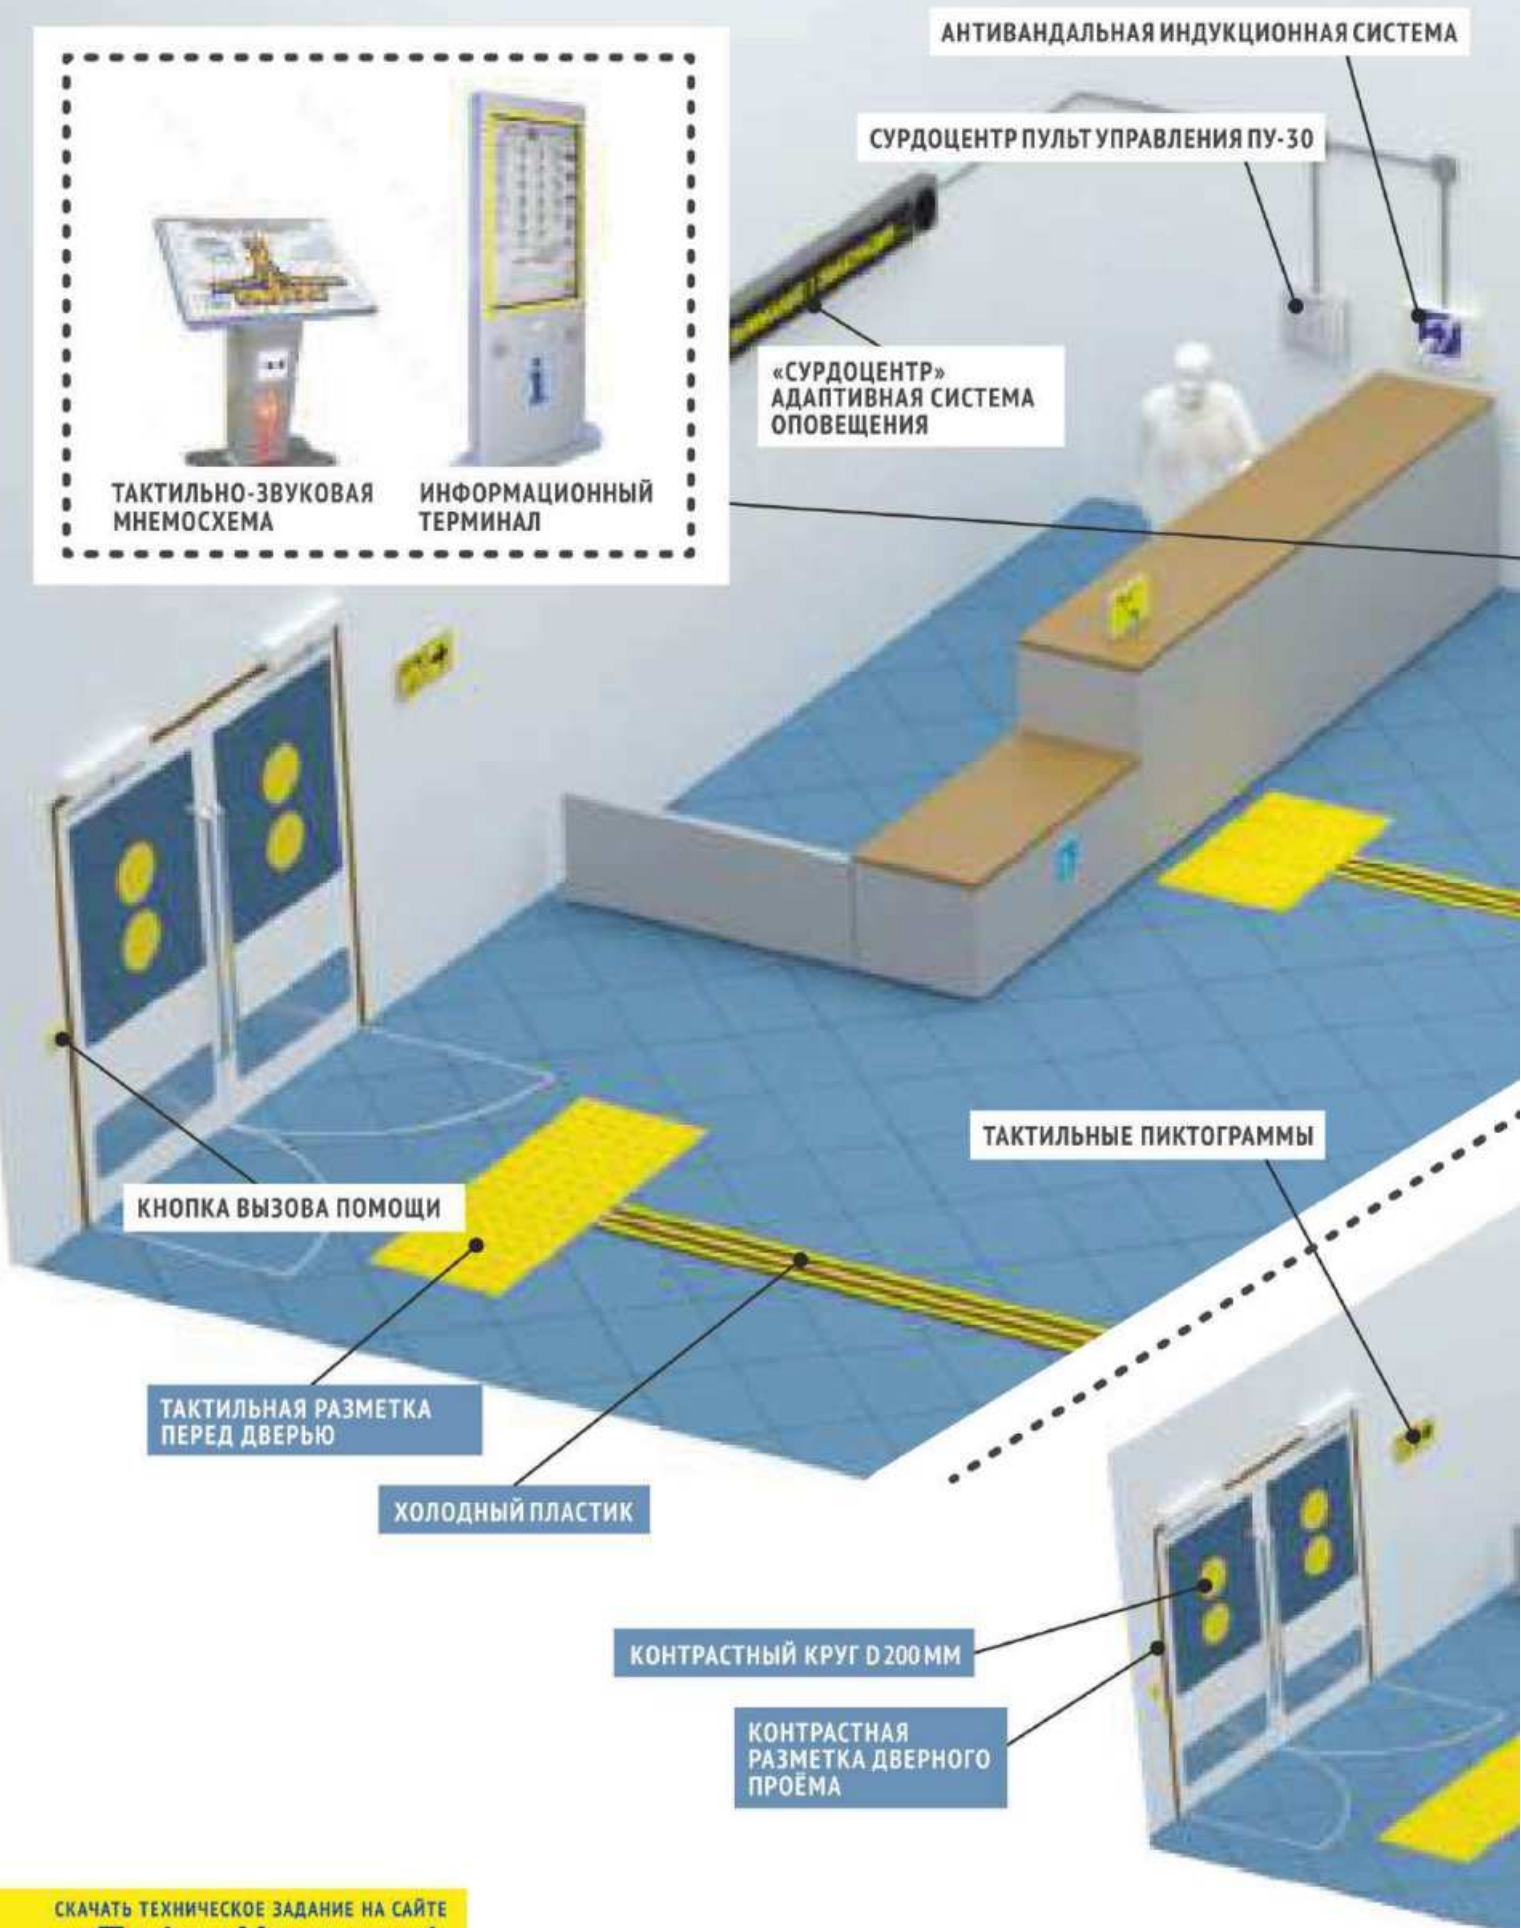 АНТИВАНДАЛЬНАЯ ИНДУКЦИОННАЯ СИСТЕМА
СУРДОЦЕНТР ПУЛЬТ УПРАВЛЕНИЯ ПУ-30
«СУРДОЦЕНТР»
АДАПТИВНАЯ СИСТЕМА
ОПОВЕЩЕНИЯ
ТАКТИЛЬНО-ЗВУКОВАЯ
МНЕМОСХЕМА
ИНФОРМАЦИОННЫЙ
ТЕРМИНАЛ
ТАКТИЛЬНЫЕ ПИКТОГРАММЫ
КНОПКА ВЫЗОВА ПОМОЩИ
ТАКТИЛЬНАЯ РАЗМЕТКА
ПЕРЕД ДВЕРЬЮ
ХОЛОДНЫЙ ПЛАСТИК
КОНТРАСТНЫЙ КРУГ D 200 ММ
КОНТРАСТНАЯ
РАЗМЕТКА ДВЕРНОГО
ПРОЁМА
СКАЧАТЬ ТЕХНИЧЕСКОЕ ЗАДАНИЕ НА САЙТЕ